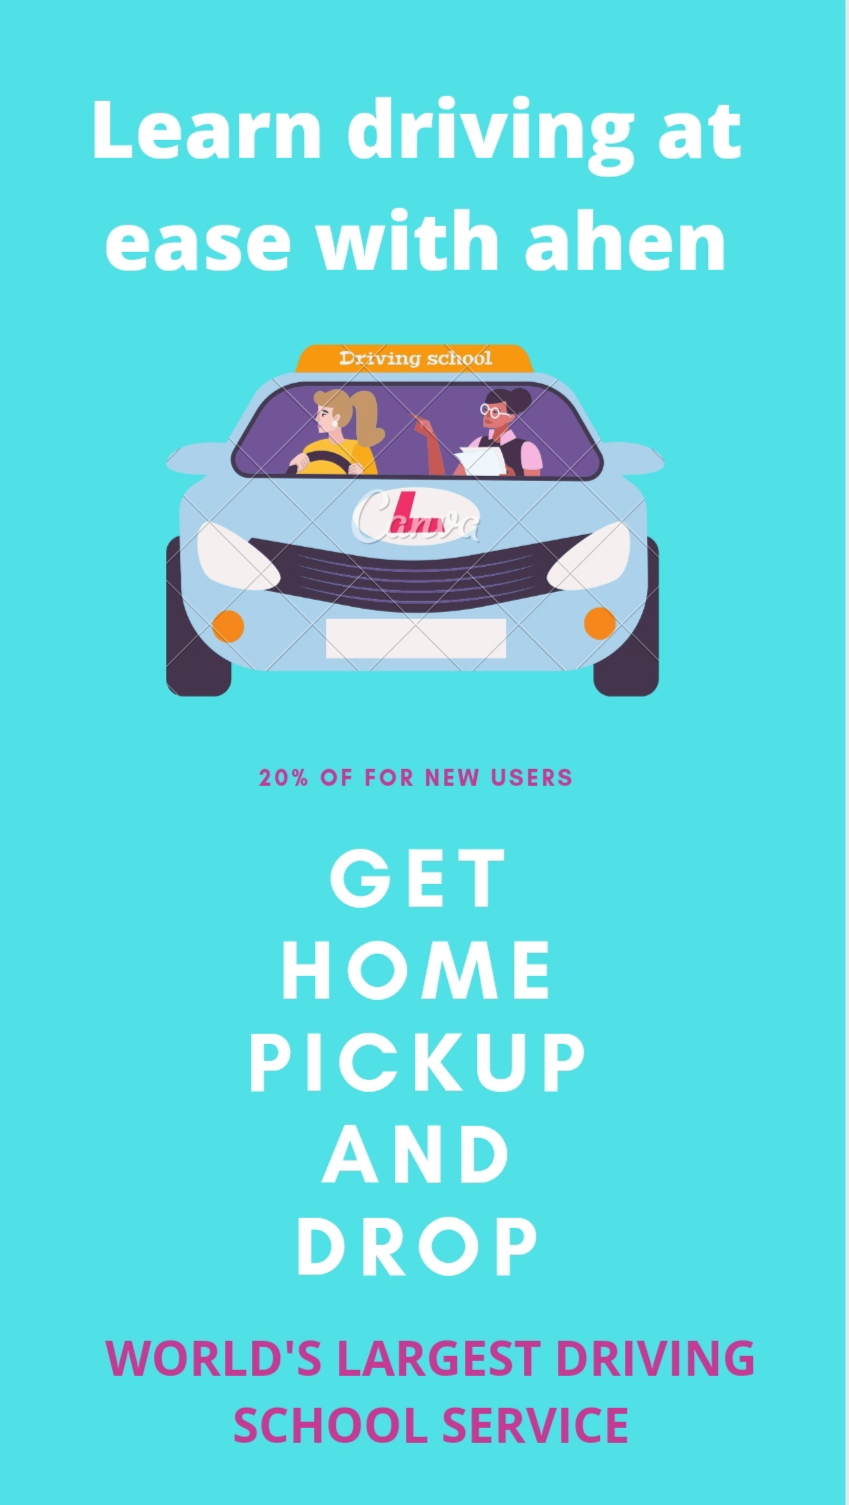 Learn driving at
ease with ahen
Driving school
L
Canva
20% OF FOR NEW USERS
GET
HOME
PICKUP
AND
DROP
WORLD'S LARGEST DRIVING
SCHOOL SERVICE